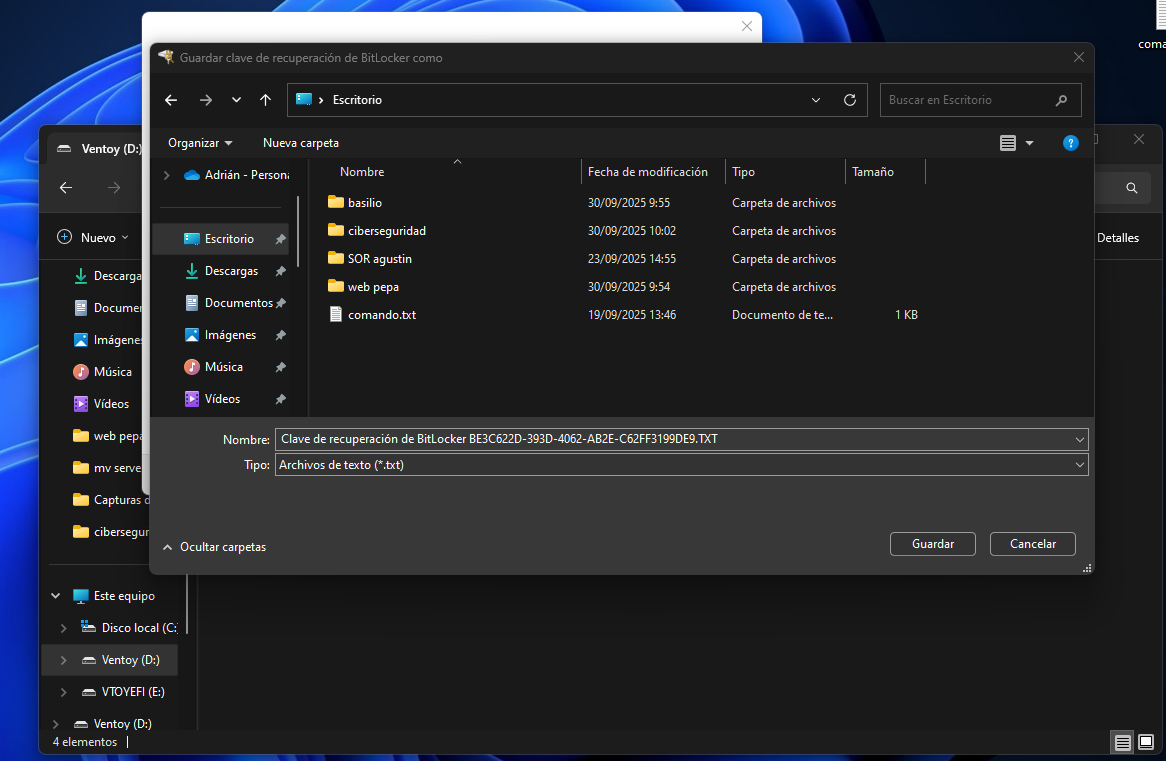 coma
Guardar clave de recuperación de BitLocker como
Escritorio
Buscar en Escritorio
Organizar
Nueva carpeta
?
Adrián - Persona
Escritorio
Descargas
Documentos
Imágenes
Música
Vídeos
Nombre Fecha de modificación Tipo Tamaño
basilio 30/09/2025 9:55 Carpeta de archivos
ciberseguridad 30/09/2025 10:02 Carpeta de archivos
SOR agustin 23/09/2025 14:55 Carpeta de archivos
web pepa 30/09/2025 9:54 Carpeta de archivos
comando.txt 19/09/2025 13:46 Documento de te... 1 KB
Nombre: Clave de recuperación de BitLocker BE3C622D-393D-4062-AB2E-C62FF3199DE9.TXT
Tipo: Archivos de texto (*.txt)
Ocultar carpetas
Guardar
Cancelar
Ventoy (D:)
Nuevo
Detalles
Descarga
Documen
Imágenes
Música
Vídeos
web pepa
mv serve
Capturas d
cibersegur
Este equipo
Disco local (C:
Ventoy (D:)
VTOYEFI (E:)
Ventoy (D:)
4 elementos